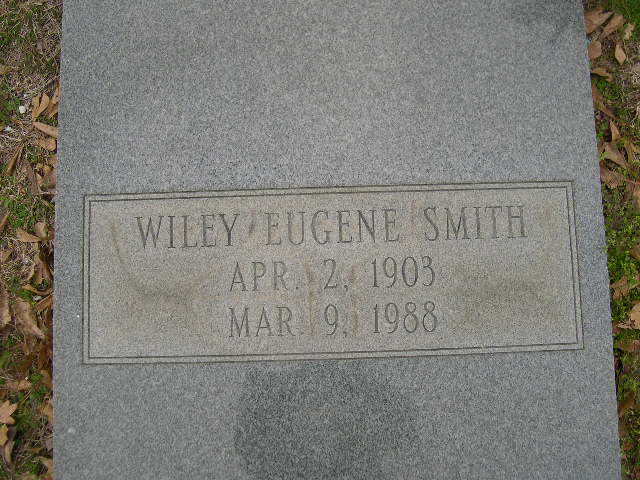 WILEY EUGENE SMITH
APR. 2, 1903
MAR. 9, 1988